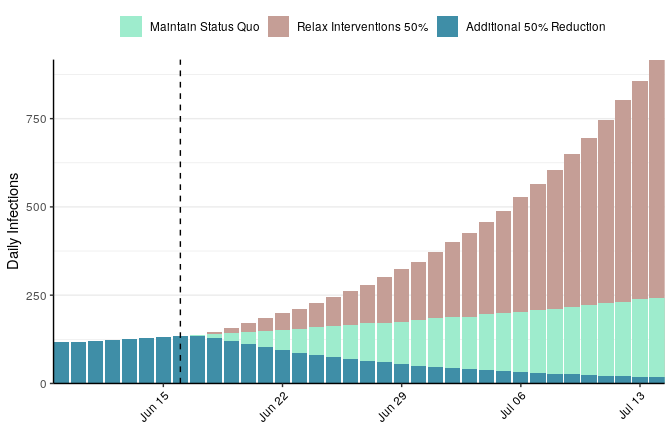 Maintain Status Quo Relax Interventions 50% Additional 50% Reduction
Daily Infections
750
500
250
0
Jun 15 Jun 22 Jun 29 Jul 06 Jul 13